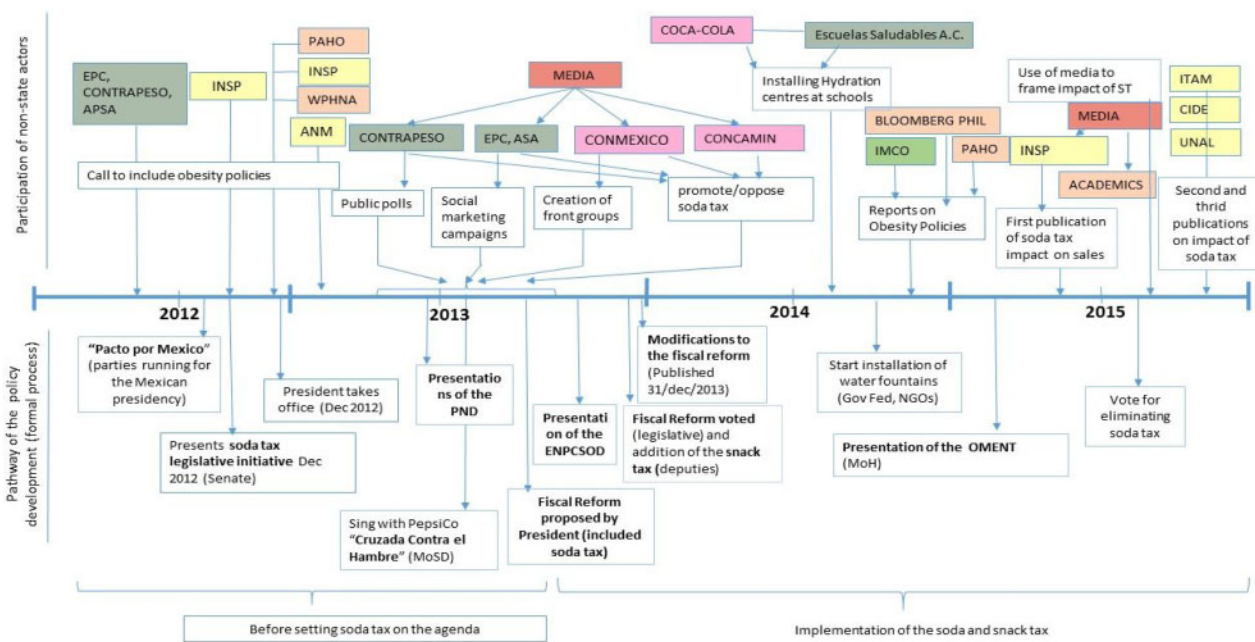 Participation of non-state actors
EPC,
CONTRAPESO,
APSA
INSP
PAHO
INSP
WPHNA
ANM
Call to include obesity policies
MEDIA
CONTRAPESO
EPC, ASA
CONMEXICO
CONCAMIN
Public polls
Social
marketing
campaigns
Creation of
front groups
promote/oppose
soda tax
COCA-COLA
Escuelas Saludables A.C.
Installing Hydration
centres at schools
BLOOMBERG PHIL
IMCO
PAHO
Reports on
Obesity Policies
Use of media to
frame impact of ST
MEDIA
INSP
ACADEMICS
First publication
of soda tax
impact on sales
ITAM
CIDE
UNAL
Second and
thrid publications
on impact of
soda tax
2012
2013
2014
2015
Pathway of the policy
development (formal process)
“Pacto por Mexico”
(parties running for
the Mexican
presidency)
President takes
office (Dec 2012)
Presents soda tax
legislative initiative Dec
2012 (Senate)
Presentatio
ns of the
PND
Sing with PepsiCo
“Cruzada Contra el
Hambre” (MoSD)
Presentati
on of the
ENPCSOD
Fiscal Reform
proposed by
President (included
soda tax)
Modifications to
the fiscal reform
(Published
31/dec/2013)
Fiscal Reform voted
(legislative) and
addition of the snack
tax (deputies)
Start installation of
water fountains
(Gov Fed, NGOs)
Presentation of the OMENT
(MoH)
Vote for
eliminating
soda tax
Before setting soda tax on the agenda
Implementation of the soda and snack tax